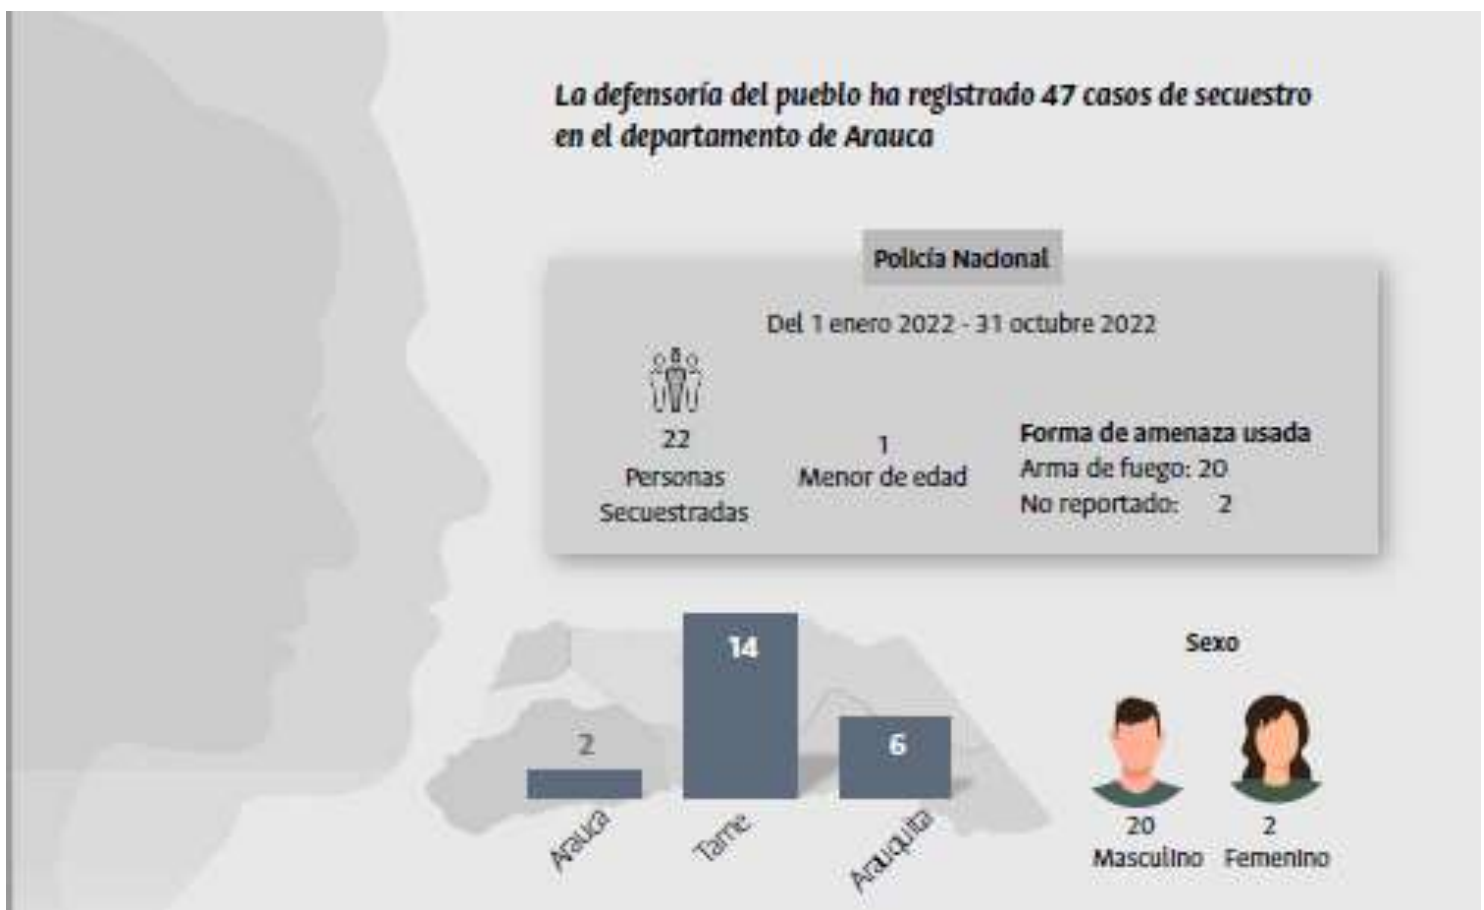 La defensoría del pueblo ha registrado 47 casos de secuestro
en el departamento de Arauca
Policía Nacional
Del 1 enero 2022 - 31 octubre 2022
22
Personas
Secuestradas
1
Menor de edad
Forma de amenaza usada
Arma de fuego: 20
No reportado: 2
2
14
6
Arauca
Tame
Arauquita
Sexo
20
Masculino
2
Femenino